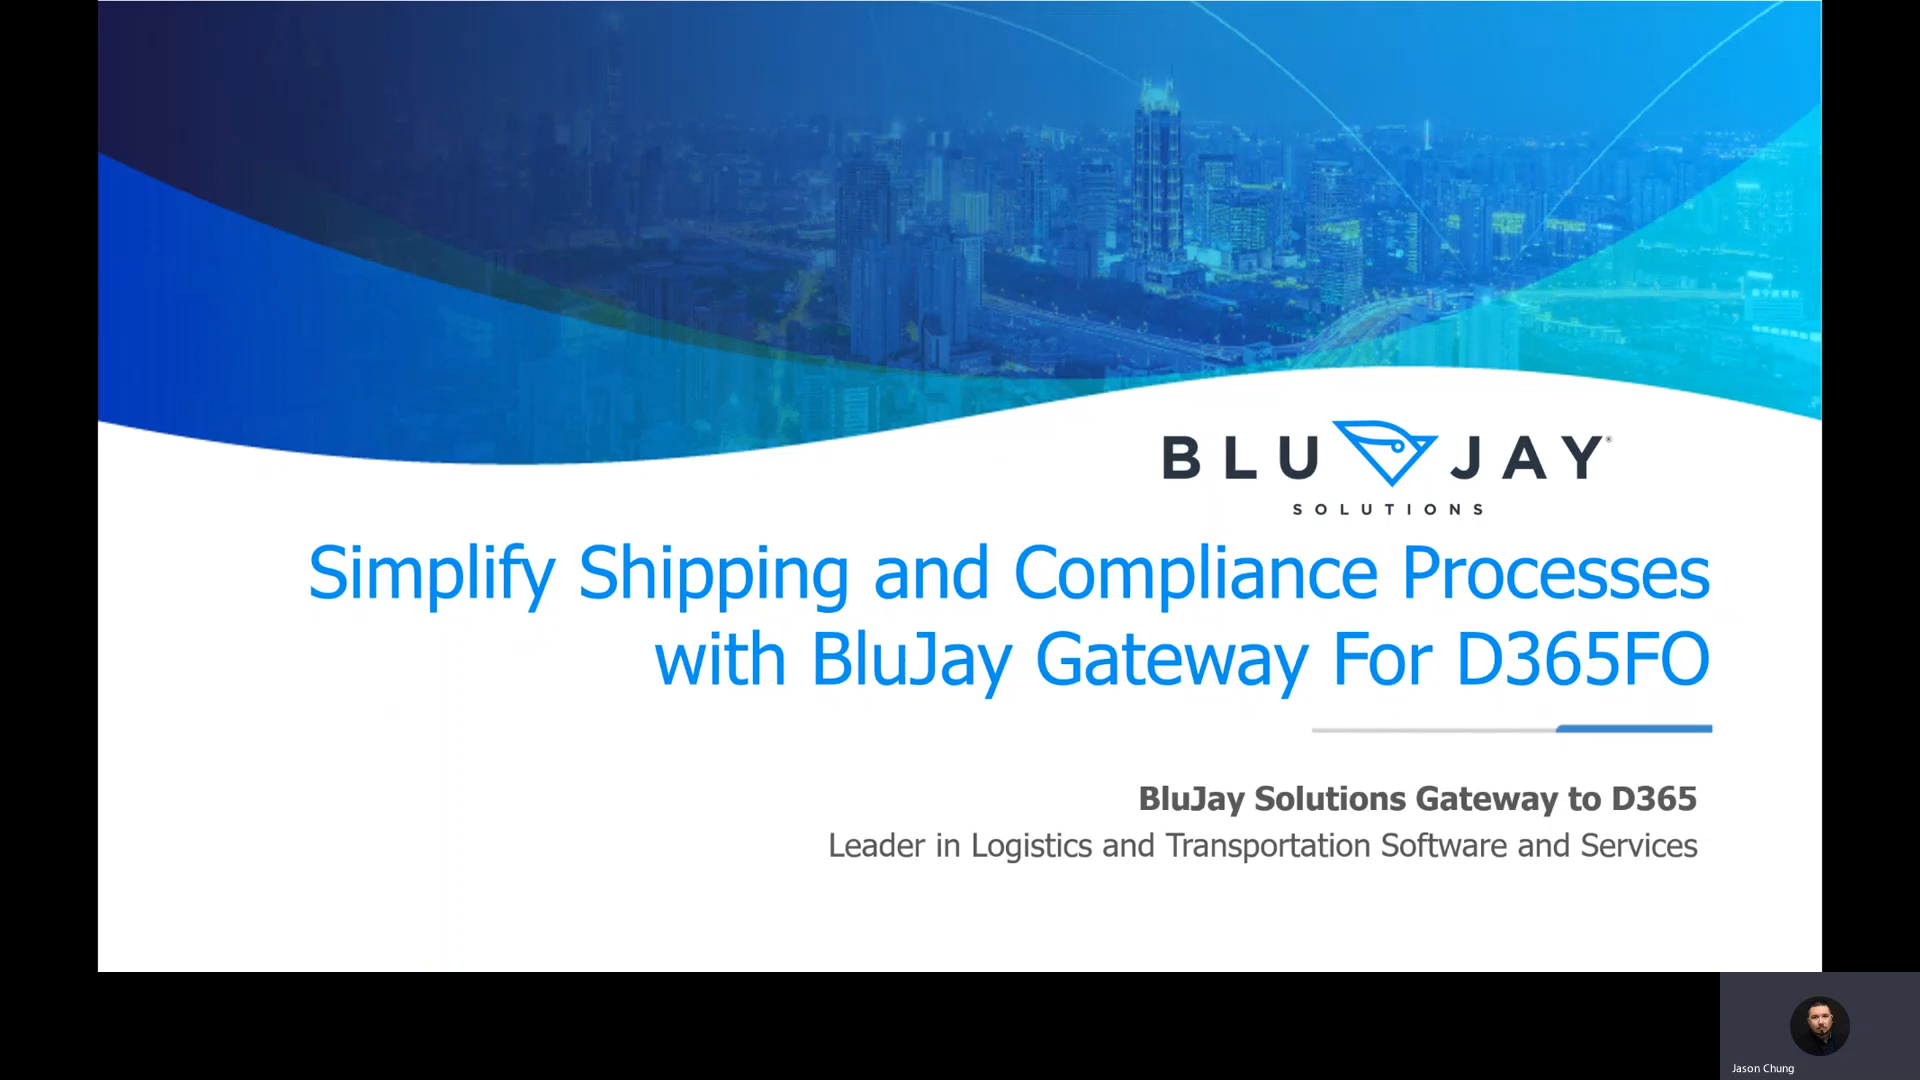 BLU JAY
SOLUTIONS
Simplify Shipping and Compliance Processes
with BluJay Gateway For D365FO
BluJay Solutions Gateway to D365
Leader in Logistics and Transportation Software and Services
Jason Chung